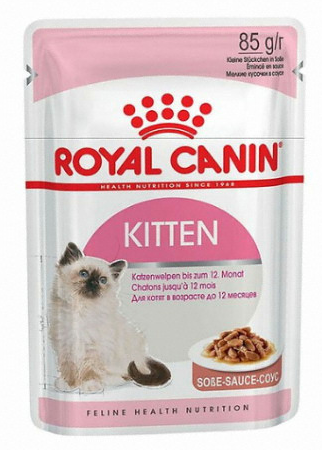 85 g/г
Kleine Stückchen in Soße
Émincé en sauce
Мелкие кусочки в соусе
ROYAL CANIN
HEALTH NUTRITION SINCE 1968
KITTEN
Katzenwelpen bis zum 12. Monat
Chatons jusqu'à 12 mois
Для котят в возрасте до 12 месяцев
SOßE-SAUCE-СОУС
FELINE HEALTH NUTRITION